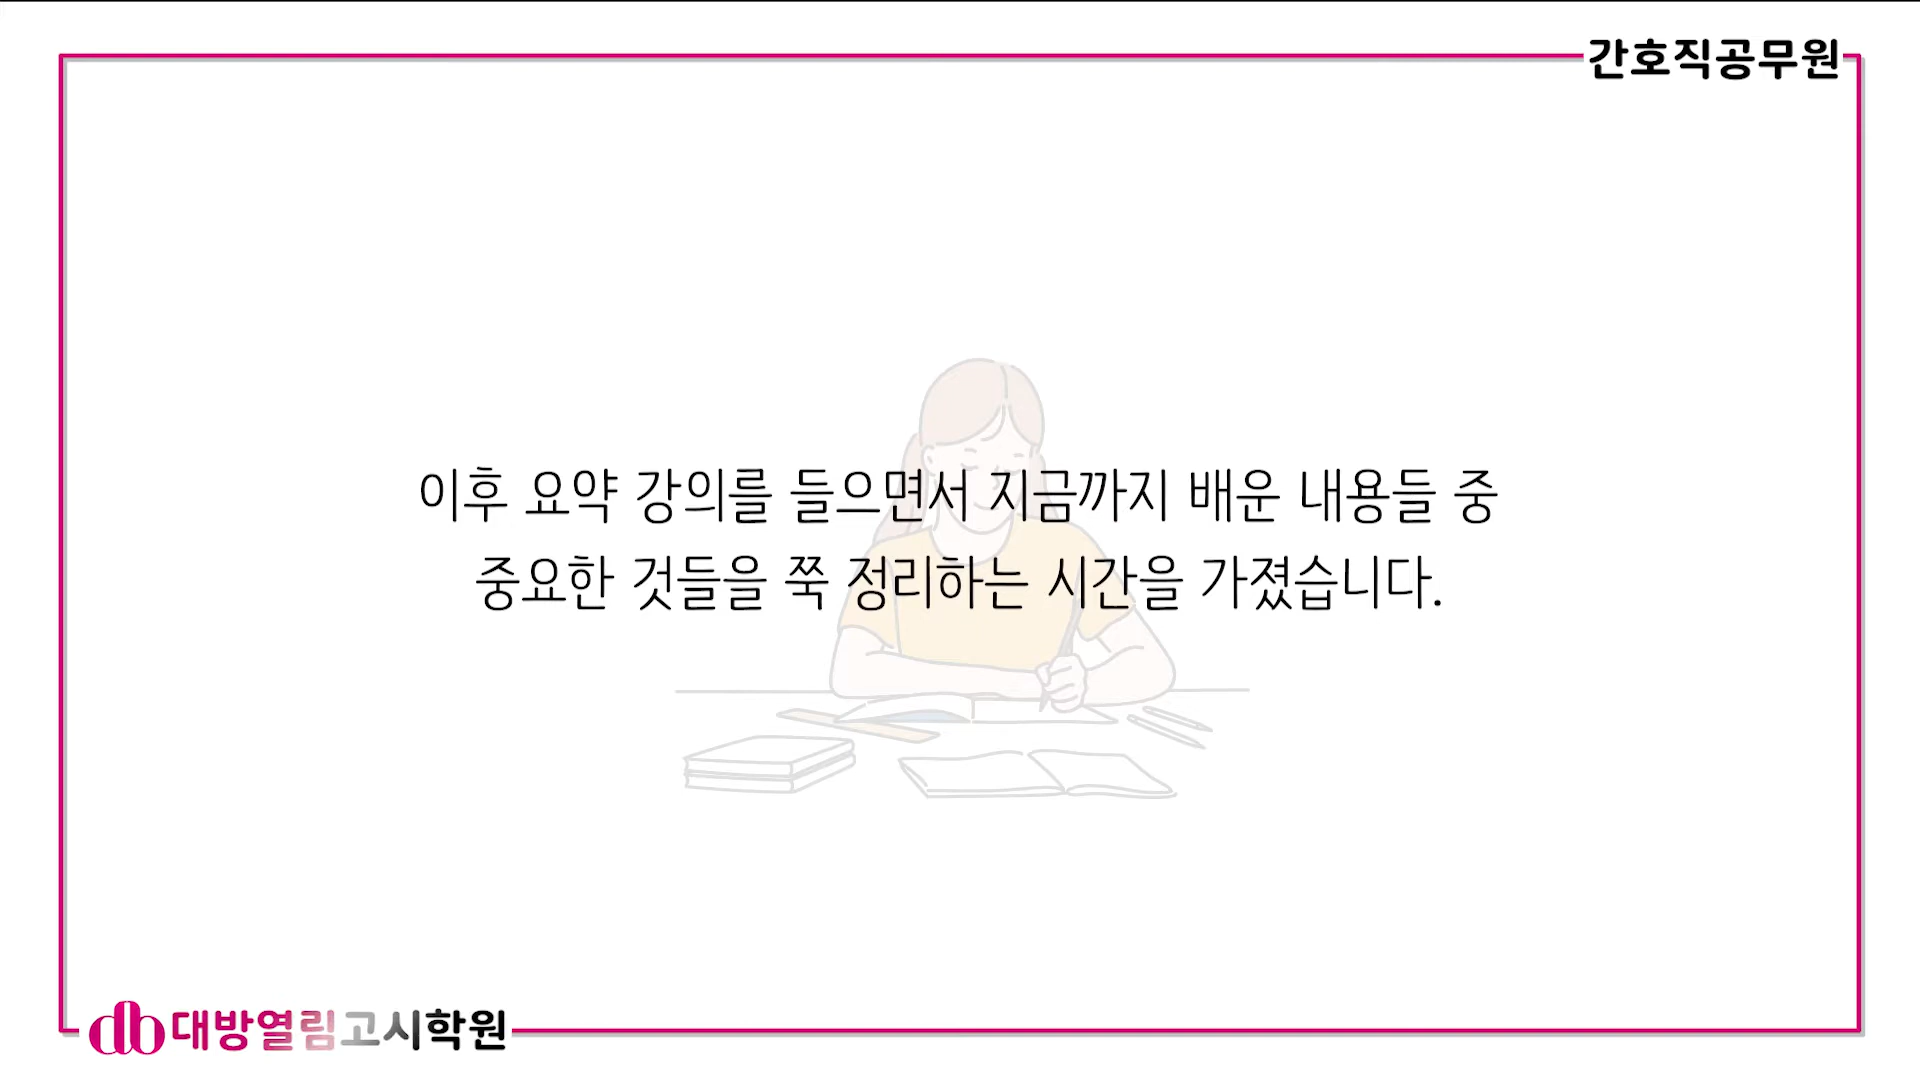 간호직공무원
이후 요약 강의를 들으면서 지금까지 배운 내용들 중
중요한 것들을 쭉 정리하는 시간을 가졌습니다.
db대방열림고시학원